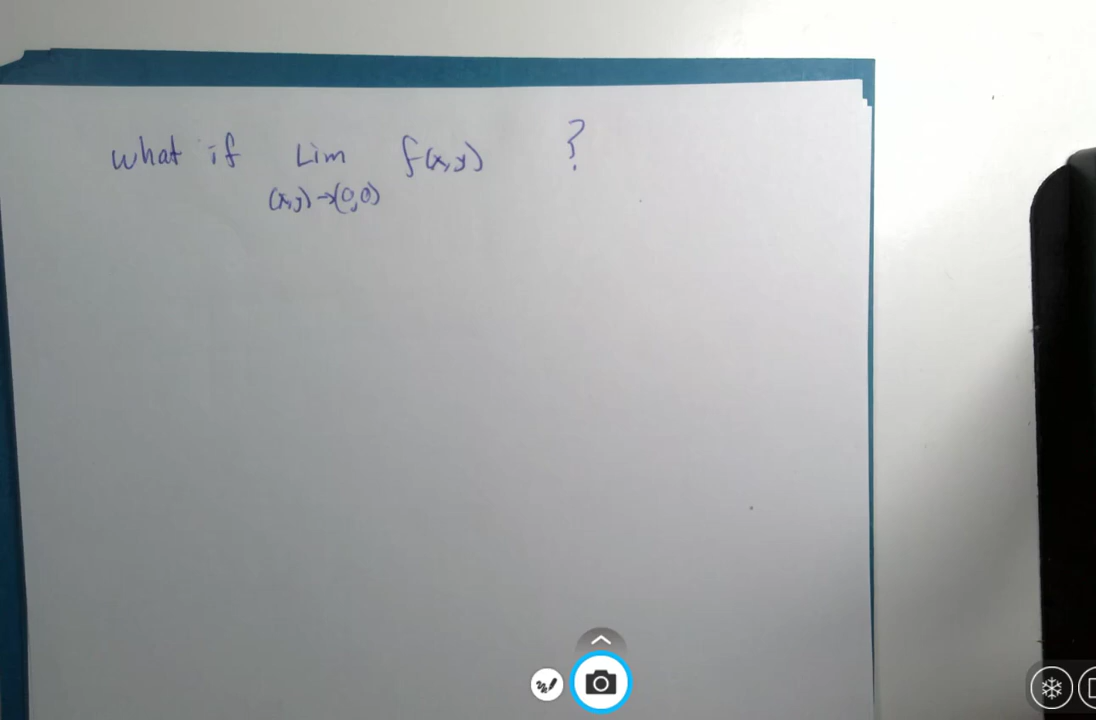 what if Lim f(x,y) ?
(x,y)→(0,0)